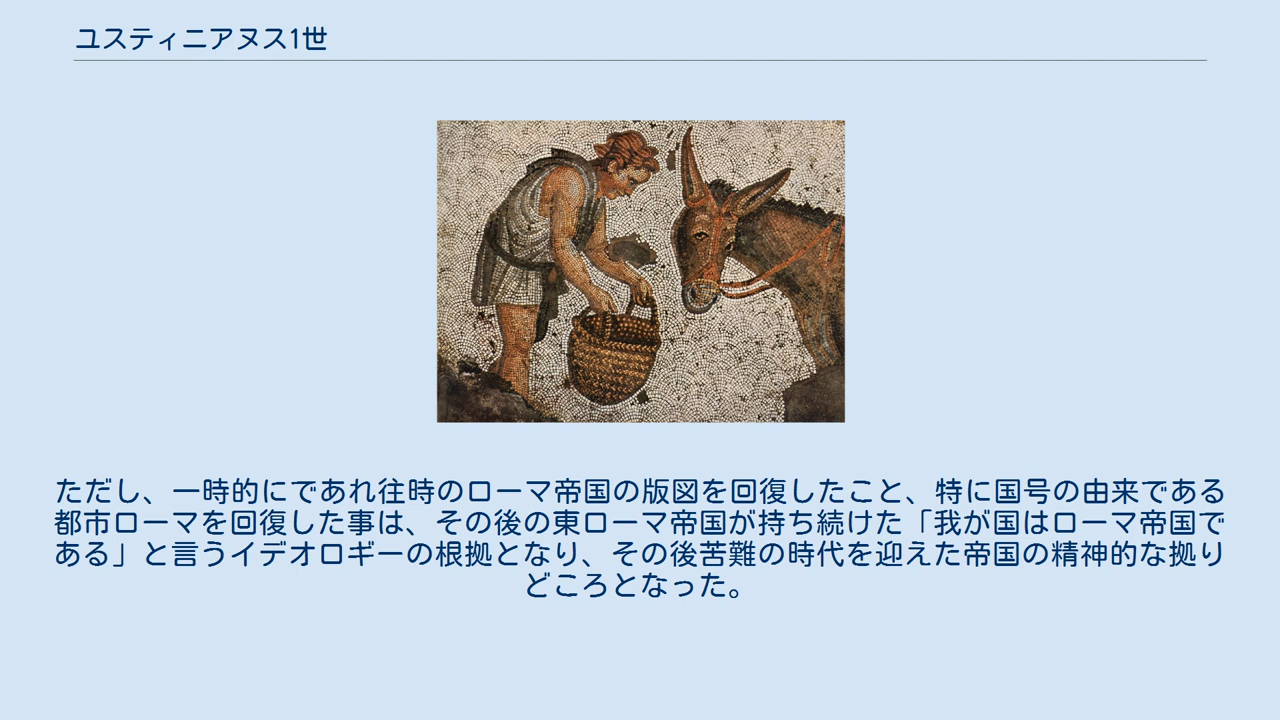 ユスティニアヌス1世
ただし、一時的にであれ往時のローマ帝国の版図を回復したこと、特に国号の由来である
都市ローマを回復した事は、その後の東ローマ帝国が持ち続けた「我が国はローマ帝国で
ある」と言うイデオロギーの根拠となり、その後苦難の時代を迎えた帝国の精神的な拠り
どころとなった。